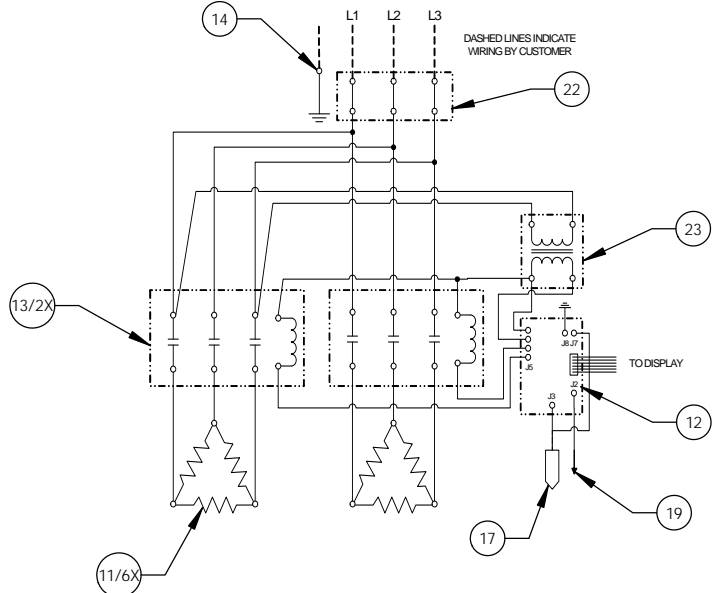 14
L1 L2 L3
DASHED LINES INDICATE
WIRING BY CUSTOMER
22
23
13/2X
J8 J7
J5
TO DISPLAY
J2
J3
12
17
19
11/6X